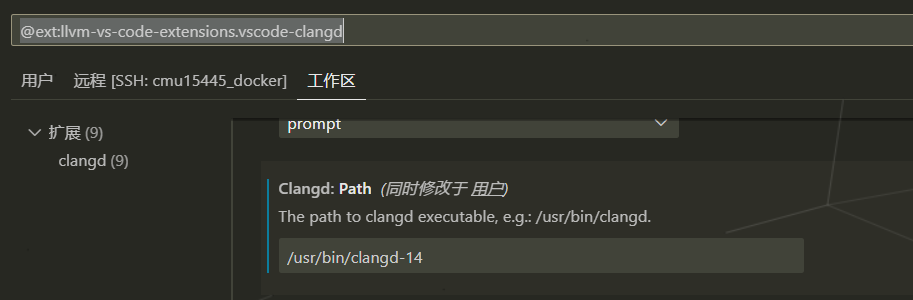 @ext:llvm-vs-code-extensions.vscode-clangd
用户 远程 [SSH: cmu15445_docker] 工作区
扩展 (9)
clangd (9)
prompt
Clangd: Path (同时修改于 用户)
The path to clangd executable, e.g.: /usr/bin/clangd.
/usr/bin/clangd-14